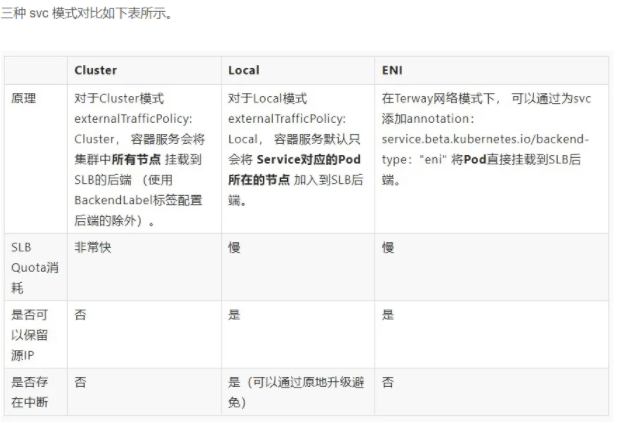 三种 svc 模式对比如下表所示。
Cluster
Local
ENI
原理
对于Cluster模式
externalTrafficPolicy:
Cluster， 容器服务会将
集群中所有节点 挂载到
SLB的后端 （使用
BackendLabel标签配置
后端的除外）。
对于Local模式
externalTrafficPolicy:
Local， 容器服务默认只
会将 Service对应的Pod
所在的节点 加入到SLB后
端。
在Terway网络模式下， 可以通过为svc
添加annotation：
service.beta.kubernetes.io/backend-
type："eni" 将Pod直接挂载到SLB后
端。
SLB
Quota消
耗
非常快
慢
慢
是否可
以保留
源IP
否
是
是
是否存
在中断
否
是（可以通过原地升级避
免）
否